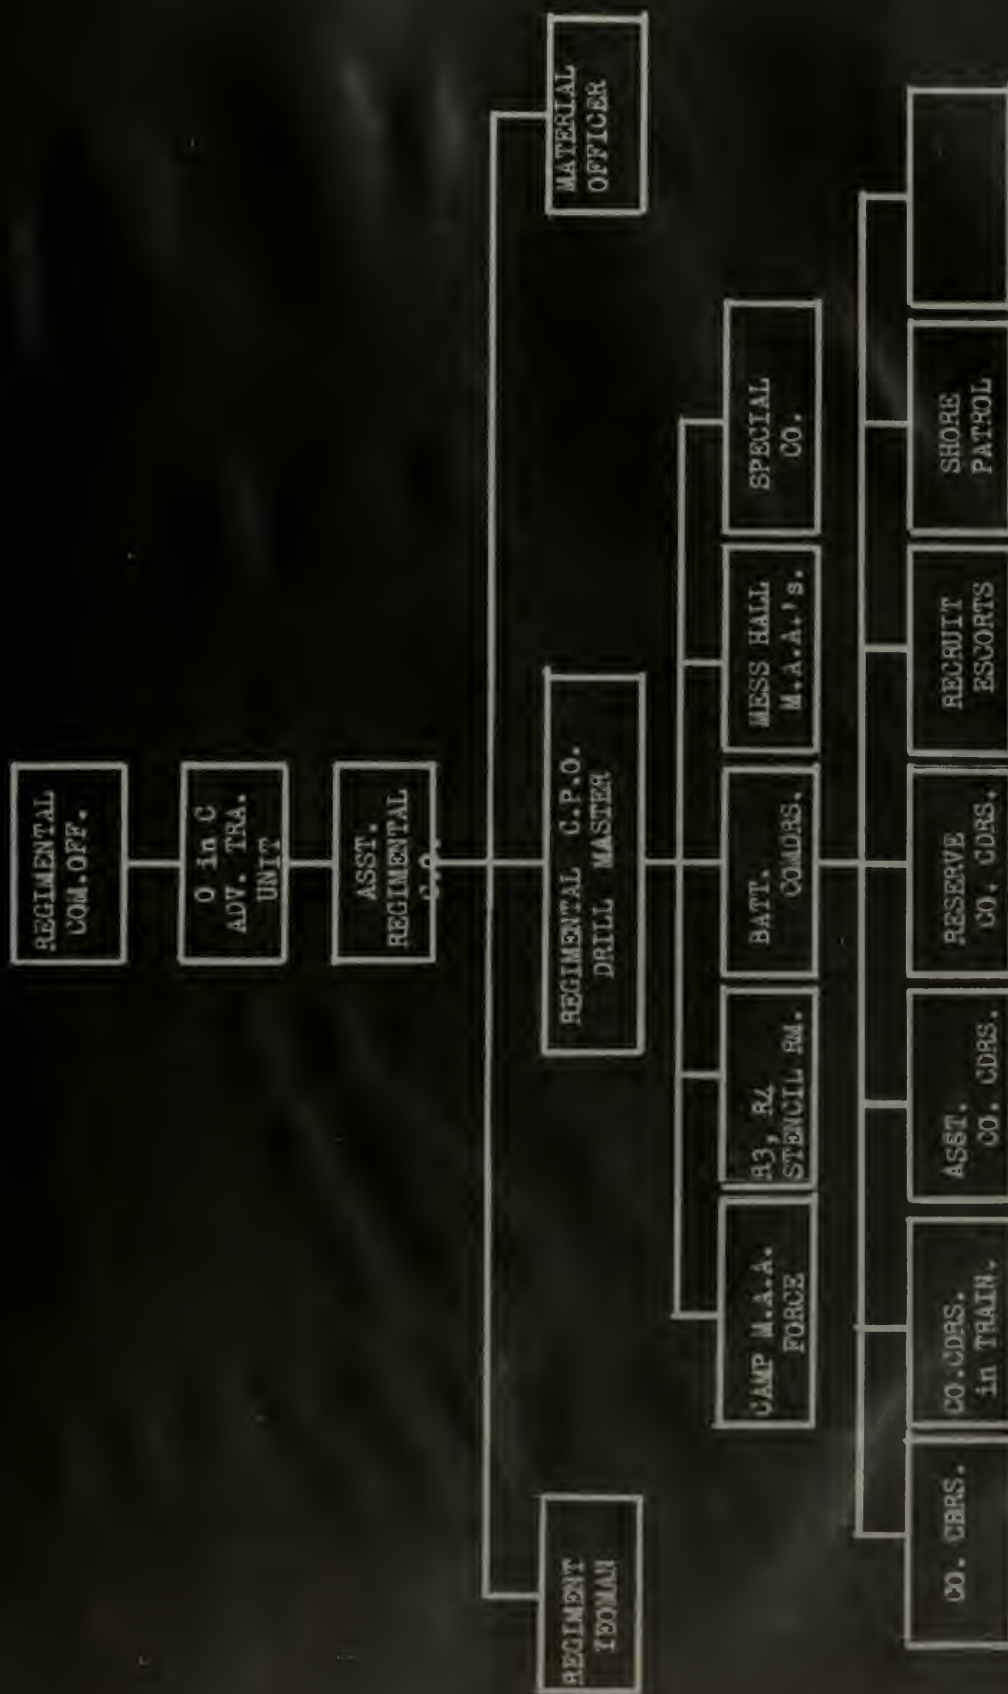 REGIMENTAL
COM.OFF.
O in C
ADV. TRA.
UNIT
ASST.
REGIMENTAL
C.O.
REGIMENT
YEOMAN
REGIMENTAL C.P.O.
DRILL MASTER
MATERIAL
OFFICER
CAMP M.A.A.
FORCE
R3, R4
STENCIL RM.
BATT.
COMDRS.
MESS HALL
M.A.A.'s.
SPECIAL
CO.
CO. CDRS.
CO.CDRS.
in TRAIN.
ASST.
CO. CDRS.
RESERVE
CO. CDRS.
RECRUIT
ESCORTS
SHORE
PATROL